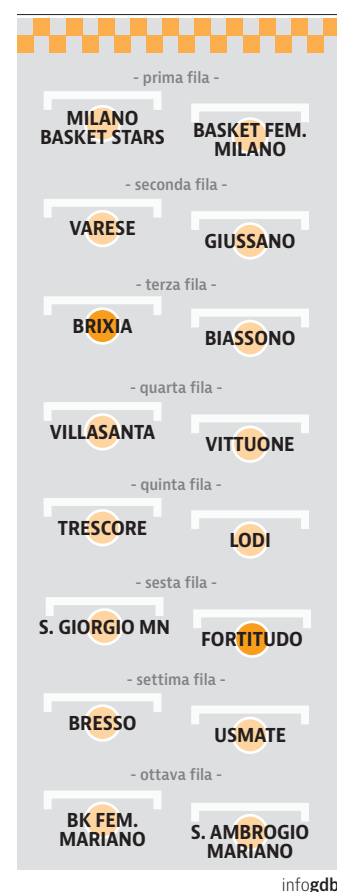 - prima fila -
MILANO
BASKET STARS
BASKET FEM.
MILANO
- seconda fila -
VARESE
GIUSSANO
- terza fila -
BRIXIA
BIASSONO
- quarta fila -
VILLASANTA
VITTUONE
- quinta fila -
TRESCORE
LODI
- sesta fila -
S. GIORGIO MN
FORTITUDO
- settima fila -
BRESSO
USMATE
- ottava fila -
BK FEM.
MARIANO
S. AMBROGIO
MARIANO
infogdb